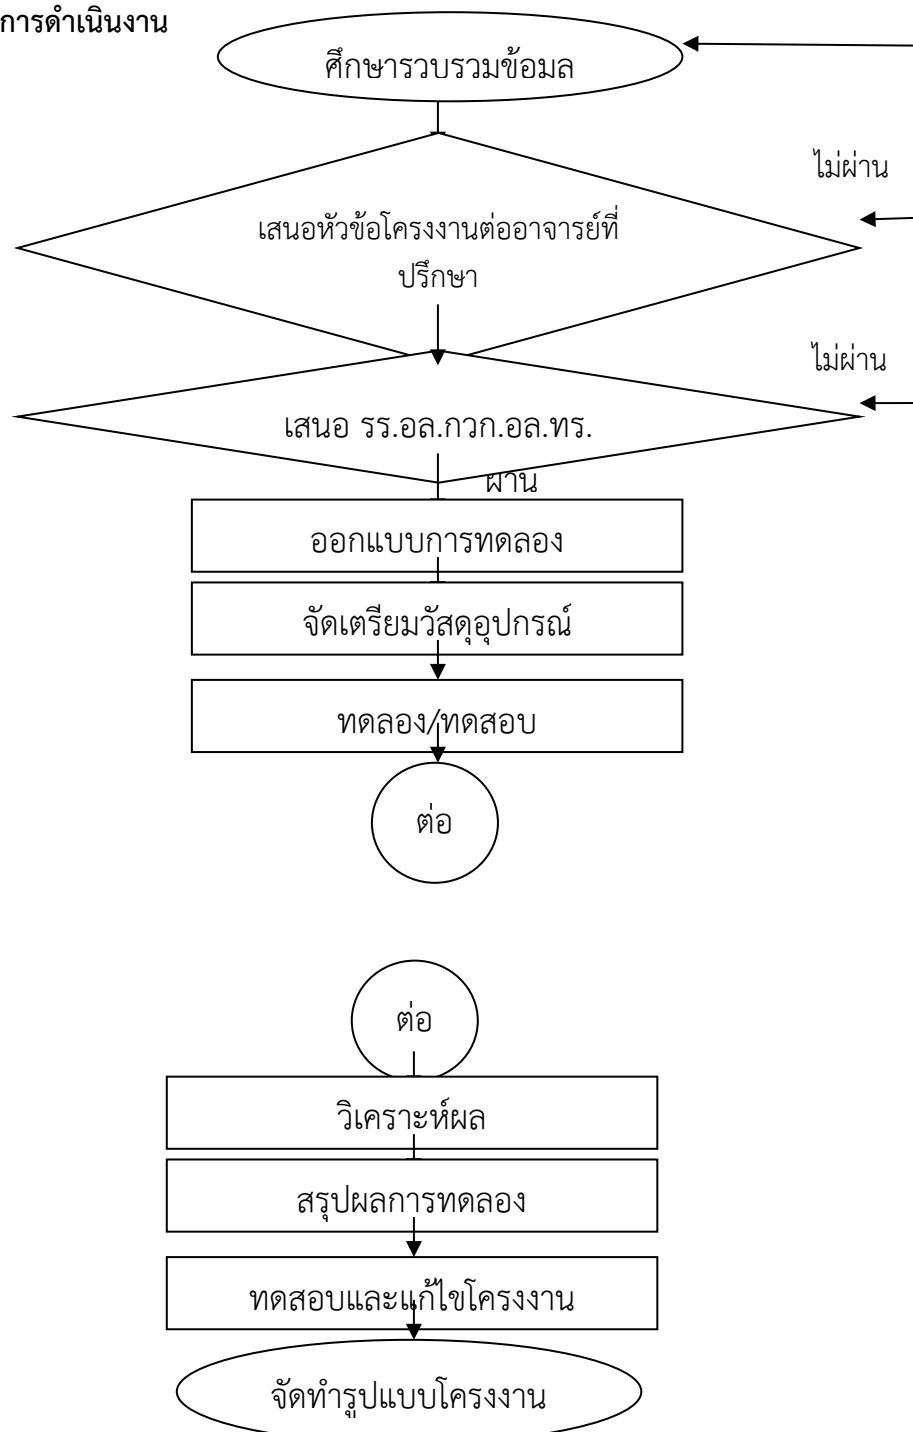 การดำเนินงาน
ศึกษารวบรวมข้อมูล
ไม่ผ่าน
เสนอหัวข้อโครงงานต่ออาจารย์ที่
ปรึกษา
ไม่ผ่าน
เสนอ รร.อล.กวก.อล.ทร.
ผ่าน
ออกแบบการทดลอง
จัดเตรียมวัสดุอุปกรณ์
ทดลอง/ทดสอบ
ต่อ
ต่อ
วิเคราะห์ผล
สรุปผลการทดลอง
ทดสอบและแก้ไขโครงงาน
จัดทำรูปแบบโครงงาน